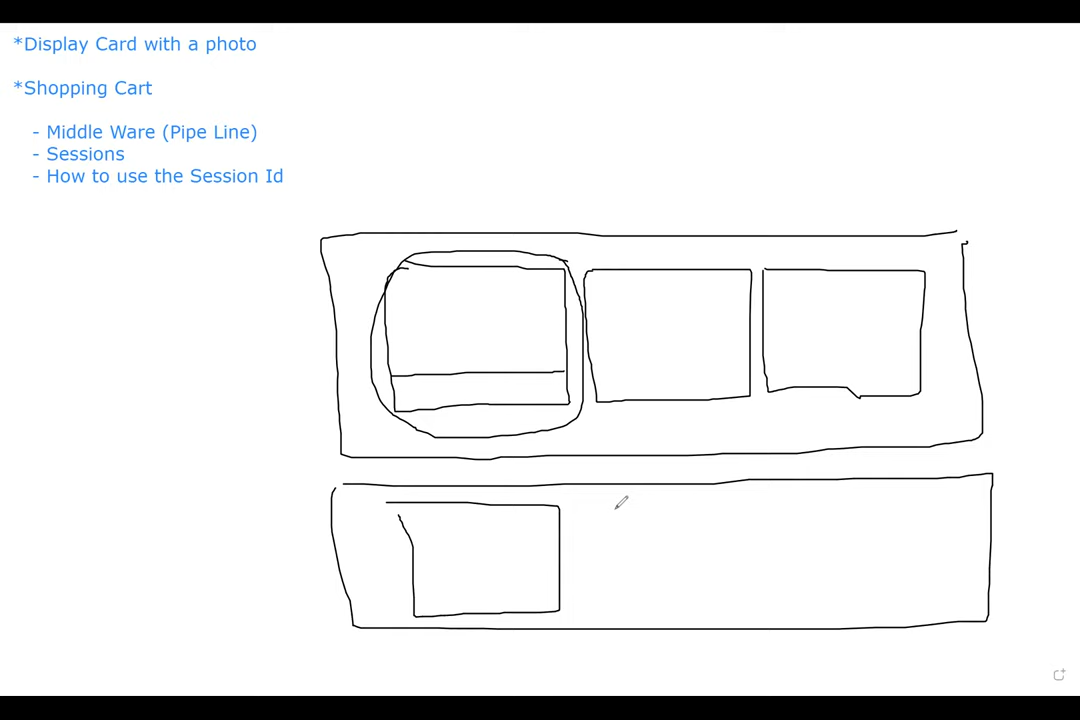 *Display Card with a photo
*Shopping Cart
- Middle Ware (Pipe Line)
- Sessions
- How to use the Session Id